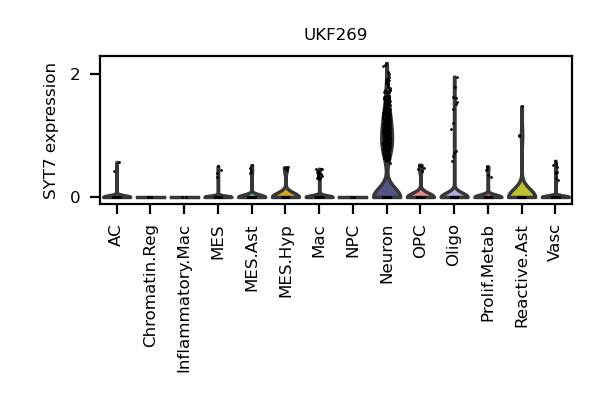 UKF269
SYT7 expression
2
0
AC
Chromatin.Reg
Inflammatory.Mac
MES
MES.Ast
MES.Hyp
Mac
NPC
Neuron
OPC
Oligo
Prolif.Metab
Reactive.Ast
Vasc